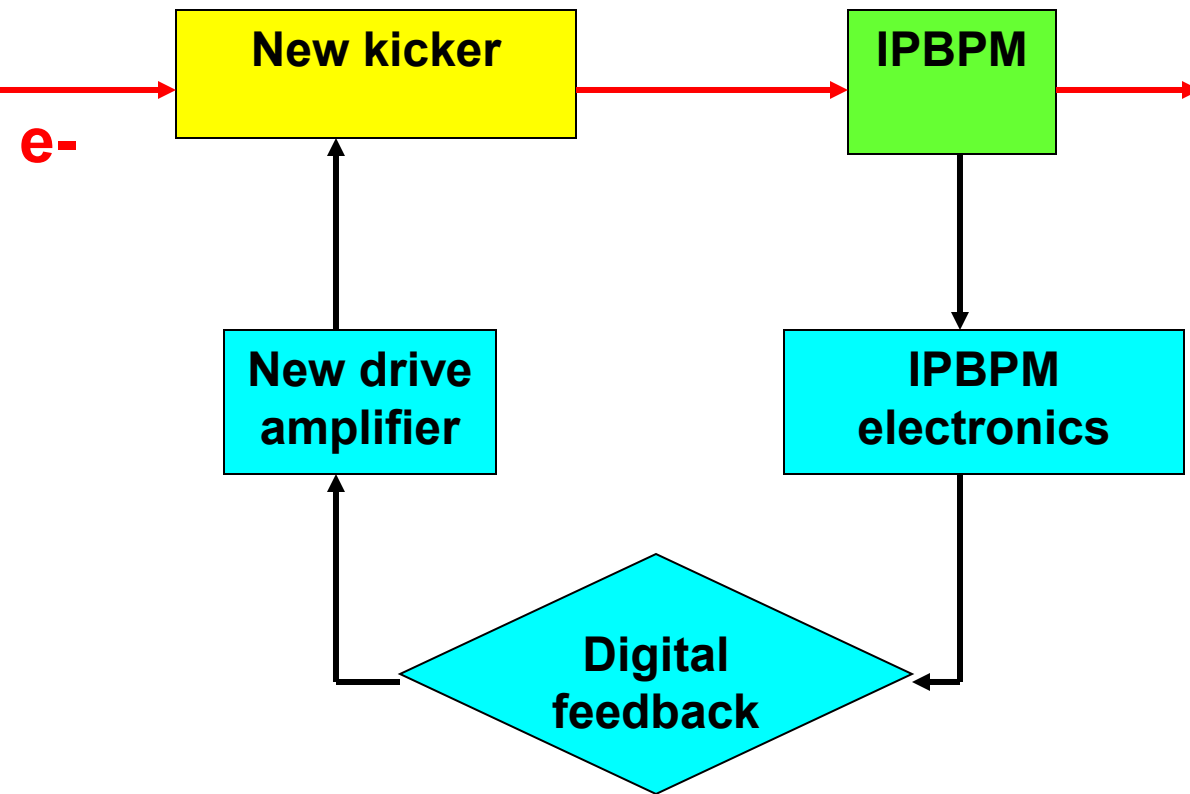 New kicker
IPBPM
e-
New drive
amplifier
IPBPM
electronics
Digital
feedback